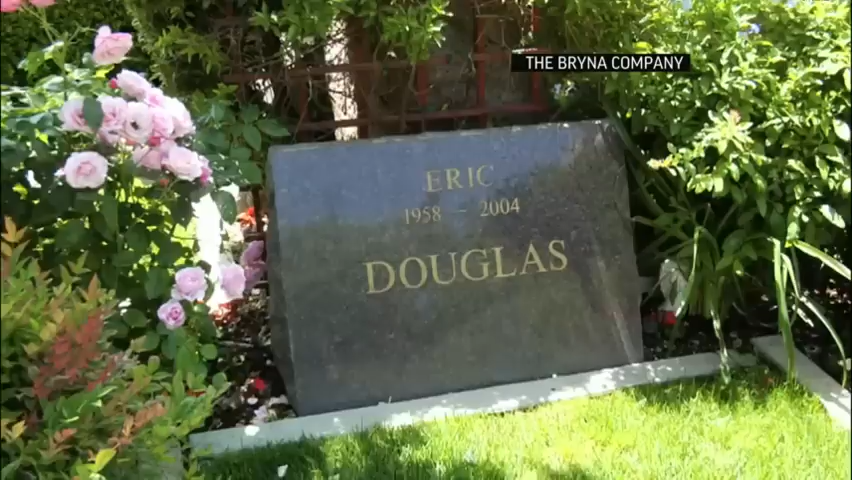 THE BRYNA COMPANY
ERIC
1958 — 2004
DOUGLAS